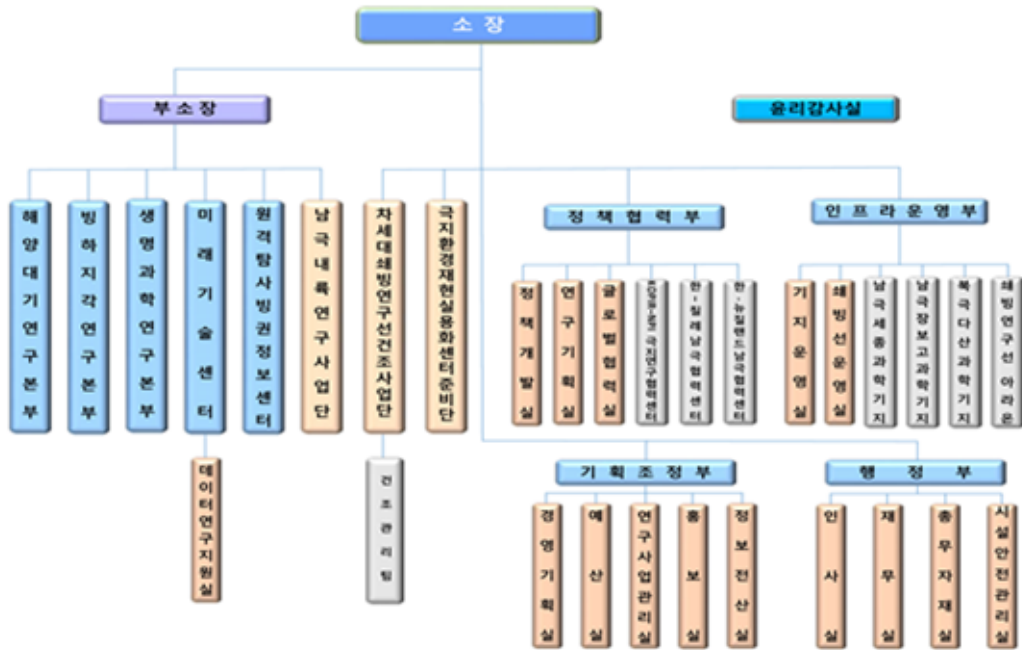 소장
부소장
윤리감사실
해양대기연구본부
빙하지각연구본부
생명과학연구본부
미래기술센터
원격탐사빙권정보센터
남극내륙연구사업단
차세대쇄빙연구선건조사업단
극지환경재현실용화센터준비단
정책협력부
인프라운영부
정책개발실
연구기획실
글로벌협력실
극지연구협력센터
한-칠레남극협력센터
한-뉴질랜드남극협력센터
기지운영실
쇄빙선운영실
남극세종과학기지
남극장보고과학기지
북극다산과학기지
쇄빙연구선 아라온
데이터연구지원실
건조관리팀
기획조정부
행정부
경영기획실
예산실
연구사업관리실
홍보실
정보전산실
인사실
재무실
총무자재실
시설안전관리실